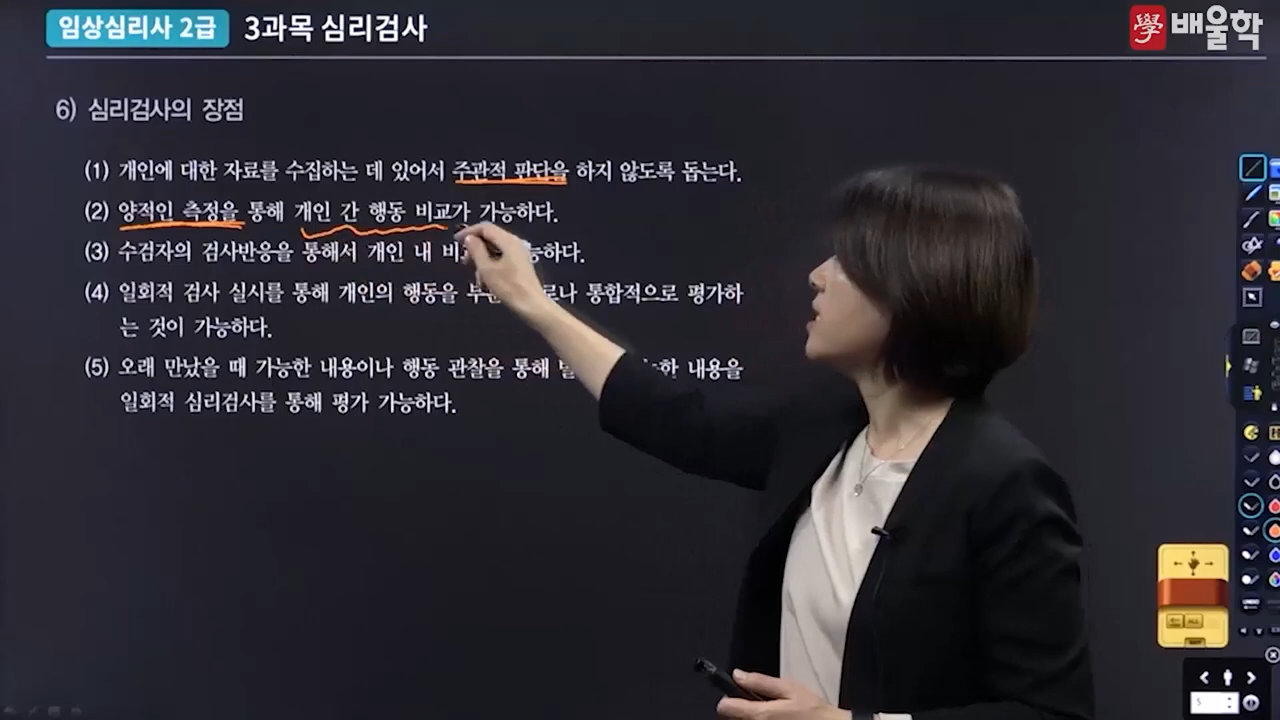 임상심리사 2급 3과목 심리검사
學 배울학
6) 심리검사의 장점
(1) 개인에 대한 자료를 수집하는 데 있어서 주관적 판단을 하지 않도록 돕는다.
(2) 양적인 측정을 통해 개인 간 행동 비교가 가능하다.
(3) 수검자의 검사반응을 통해서 개인 내 비
(4) 일회적 검사 실시를 통해 개인의 행동을 통합적으로 평가하
는 것이 가능하다.
(5) 오래 만났을 때 가능한 내용이나 행동 관찰을 통해 내용을
일회적 심리검사를 통해 평가 가능하다.
ALL
5